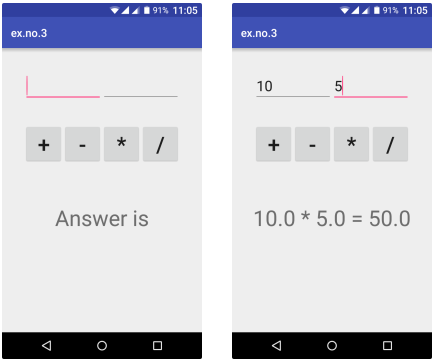 91% 11:05
ex.no.3
+ - * /
Answer is
91% 11:05
ex.no.3
10 5
+ - * /
10.0 * 5.0 = 50.0